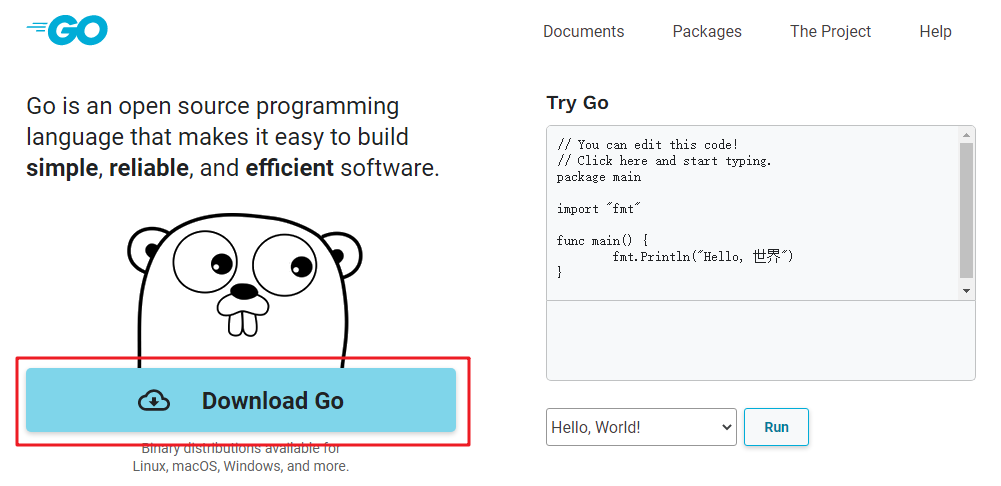 GO
Documents Packages The Project Help
Go is an open source programming
language that makes it easy to build
simple, reliable, and efficient software.
Download Go
Binary distributions available for
Linux, macOS, Windows, and more.
Try Go
// You can edit this code!
// Click here and start typing.
package main
import "fmt"
func main() {
fmt.Println("Hello, 世界")
}
Hello, World!
Run